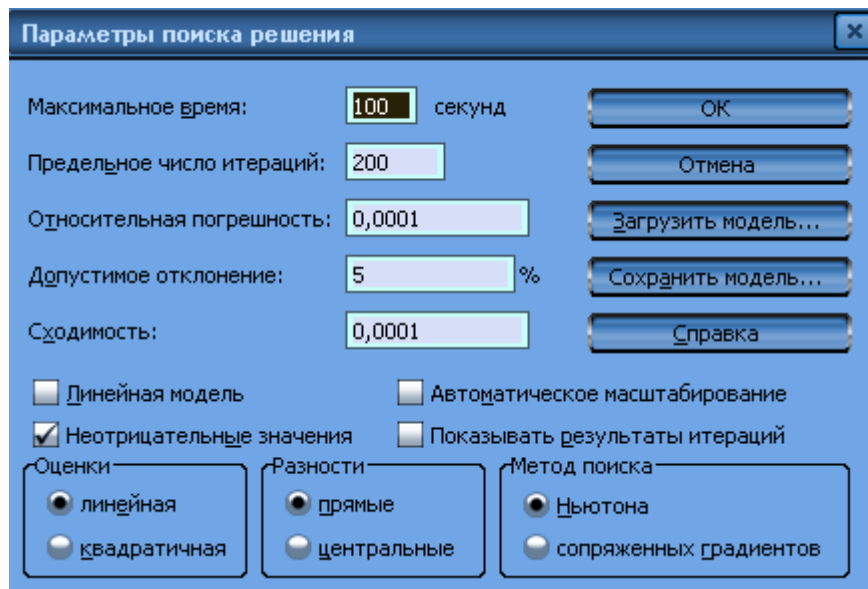 Параметры поиска решения
Максимальное время: 100 секунд ОК
Предельное число итераций: 200 Отмена
Относительная погрешность: 0,0001 Загрузить модель...
Допустимое отклонение: 5 % Сохранить модель...
Сходимость: 0,0001 Справка
Линейная модель Автоматическое масштабирование
Неотрицательные значения Показывать результаты итераций
Оценки Разности Метод поиска
линейная прямые Ньютона
квадратичная центральные сопряженных градиентов